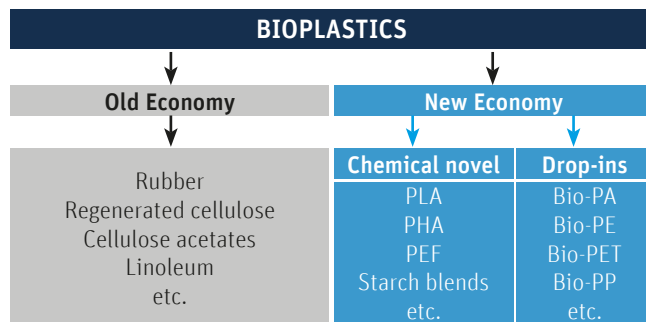 BIOPLASTICS
Old Economy
New Economy
Rubber
Regenerated cellulose
Cellulose acetates
Linoleum
etc.
Chemical novel
PLA
PHA
PEF
Starch blends
etc.
Drop-ins
Bio-PA
Bio-PE
Bio-PET
Bio-PP
etc.